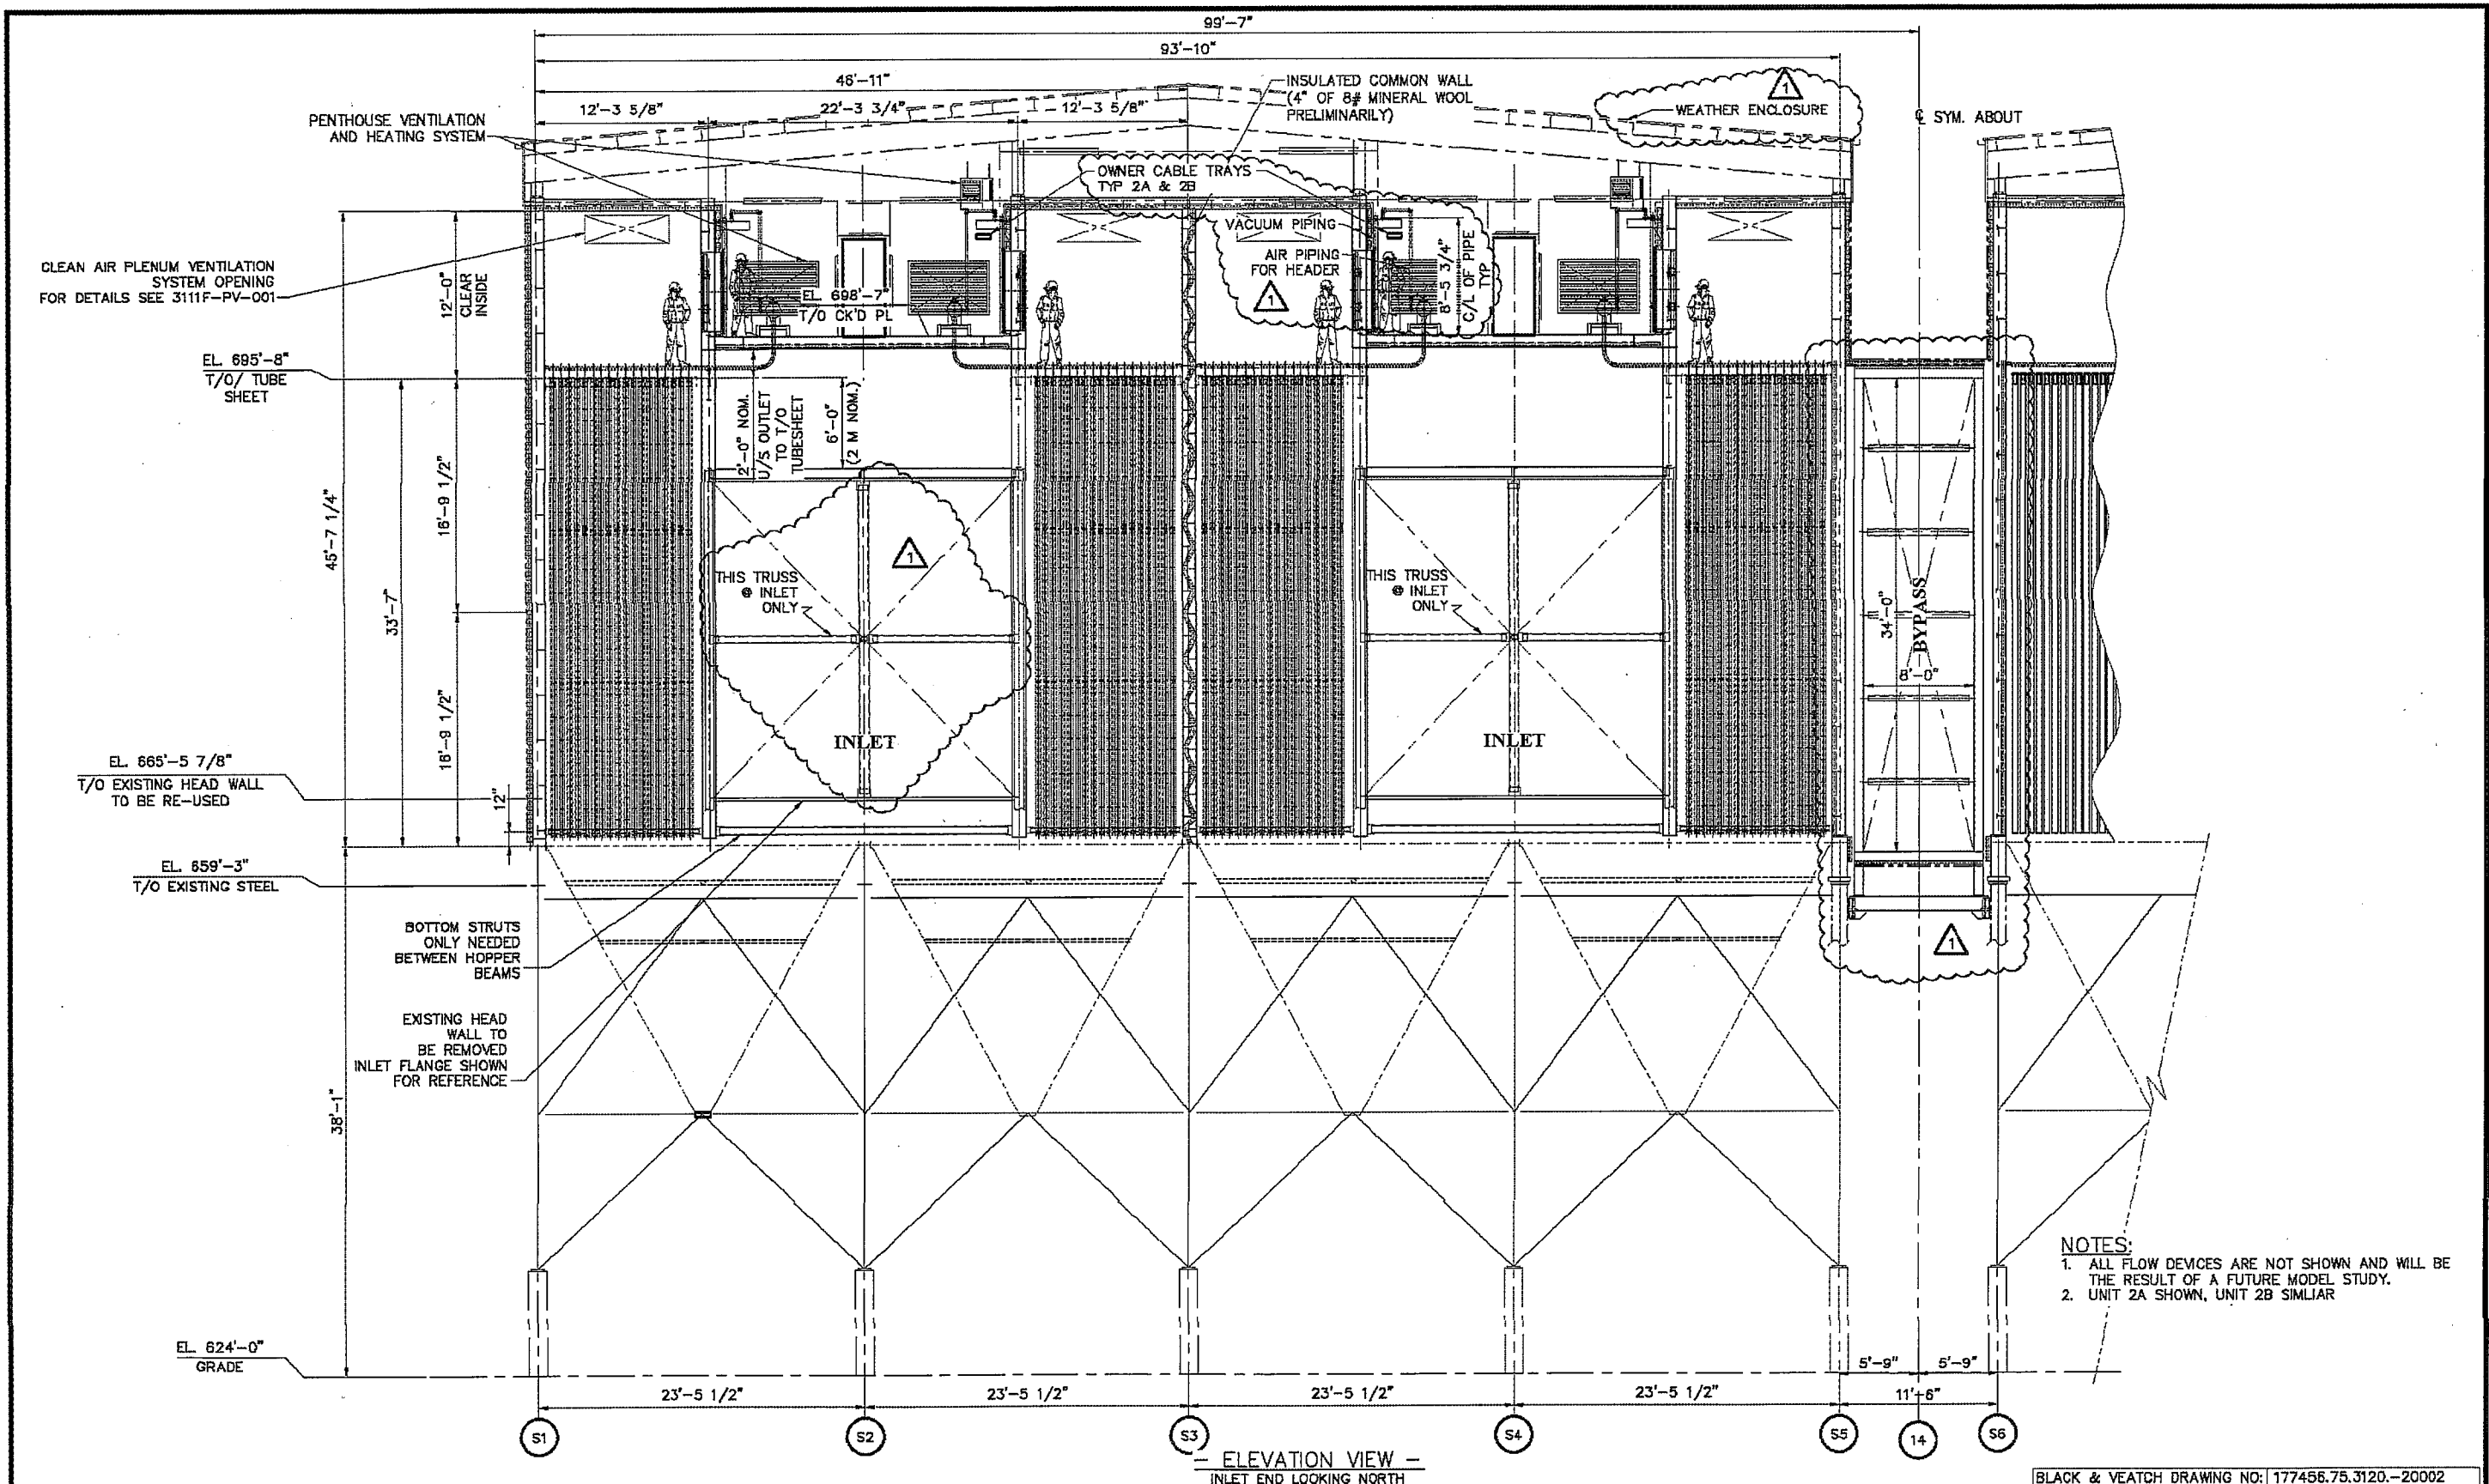 99'-7"
93'-10"
46'-11"
12'-3 5/8"
22'-3 3/4"
12'-3 5/8"
INSULATED COMMON WALL
(4" OF 8# MINERAL WOOL
PRELIMINARILY)
1
WEATHER ENCLOSURE
℄ SYM. ABOUT
PENTHOUSE VENTILATION
AND HEATING SYSTEM
OWNER CABLE TRAYS
TYP 2A & 2B
VACUUM PIPING
AIR PIPING
FOR HEADER
1
8'-5 3/4"
C/L OF PIPE
TYP
CLEAN AIR PLENUM VENTILATION
SYSTEM OPENING
FOR DETAILS SEE 3111F-PV-001
12'-0"
CLEAR
INSIDE
EL. 698'-7"
T/O CK'D PL
EL. 695'-8"
T/O/ TUBE
SHEET
2'-0" NOM.
U/S OUTLET
TO T/O
TUBESHEET
6'-0"
(2 M NOM.)
45'-7 1/4"
33'-7"
16'-9 1/2"
16'-9 1/2"
12"
1
THIS TRUSS
@ INLET
ONLY
INLET
THIS TRUSS
@ INLET
ONLY
INLET
34'-0"
BYPASS
8'-0"
EL. 665'-5 7/8"
T/O EXISTING HEAD WALL
TO BE RE-USED
EL. 659'-3"
T/O EXISTING STEEL
BOTTOM STRUTS
ONLY NEEDED
BETWEEN HOPPER
BEAMS
1
EXISTING HEAD
WALL TO
BE REMOVED
INLET FLANGE SHOWN
FOR REFERENCE
38'-1"
NOTES:
1. ALL FLOW DEVICES ARE NOT SHOWN AND WILL BE
THE RESULT OF A FUTURE MODEL STUDY.
2. UNIT 2A SHOWN, UNIT 2B SIMLIAR
EL. 624'-0"
GRADE
23'-5 1/2"
23'-5 1/2"
23'-5 1/2"
23'-5 1/2"
5'-9"
5'-9"
11'-6"
S1
S2
S3
S4
S5
14
S6
- ELEVATION VIEW -
INLET END LOOKING NORTH
BLACK & VEATCH DRAWING NO: 177456.75.3120.-20002